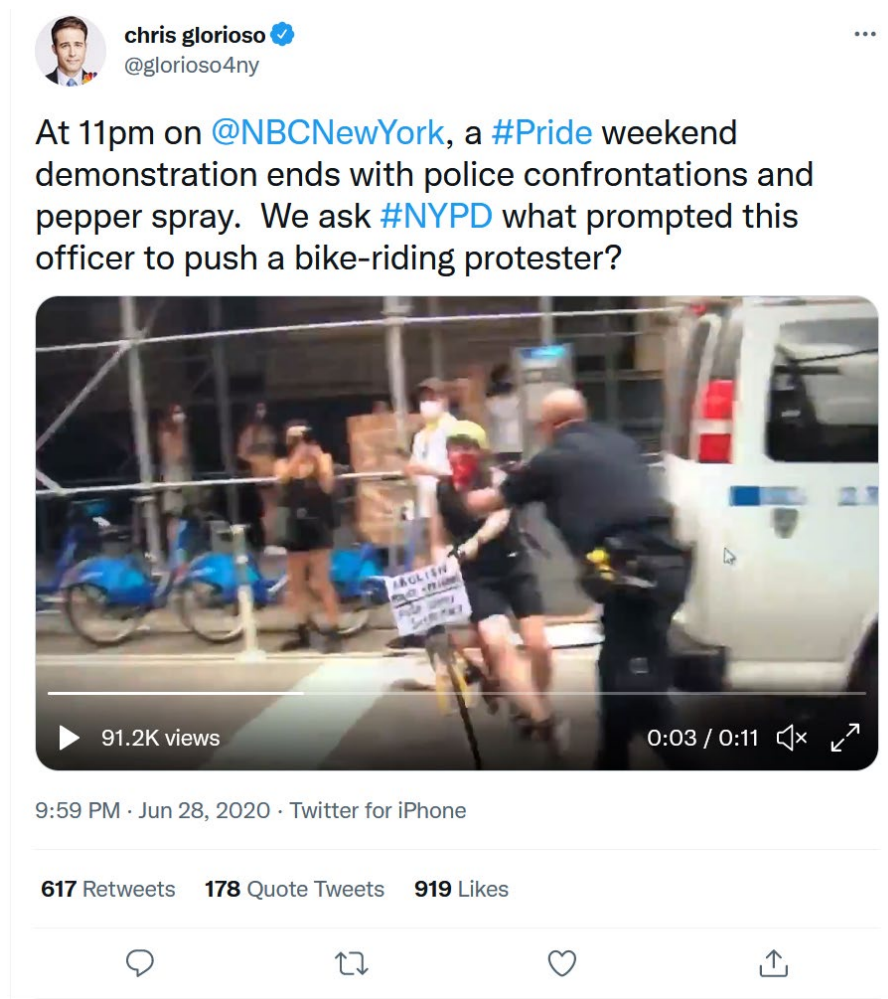 chris glorioso
@glorioso4ny
At 11pm on @NBCNewYork, a #Pride weekend
demonstration ends with police confrontations and
pepper spray.  We ask #NYPD what prompted this
officer to push a bike-riding protester?
ABOLISH
91.2K views
0:03 / 0:11
9:59 PM · Jun 28, 2020 · Twitter for iPhone
617 Retweets 178 Quote Tweets 919 Likes